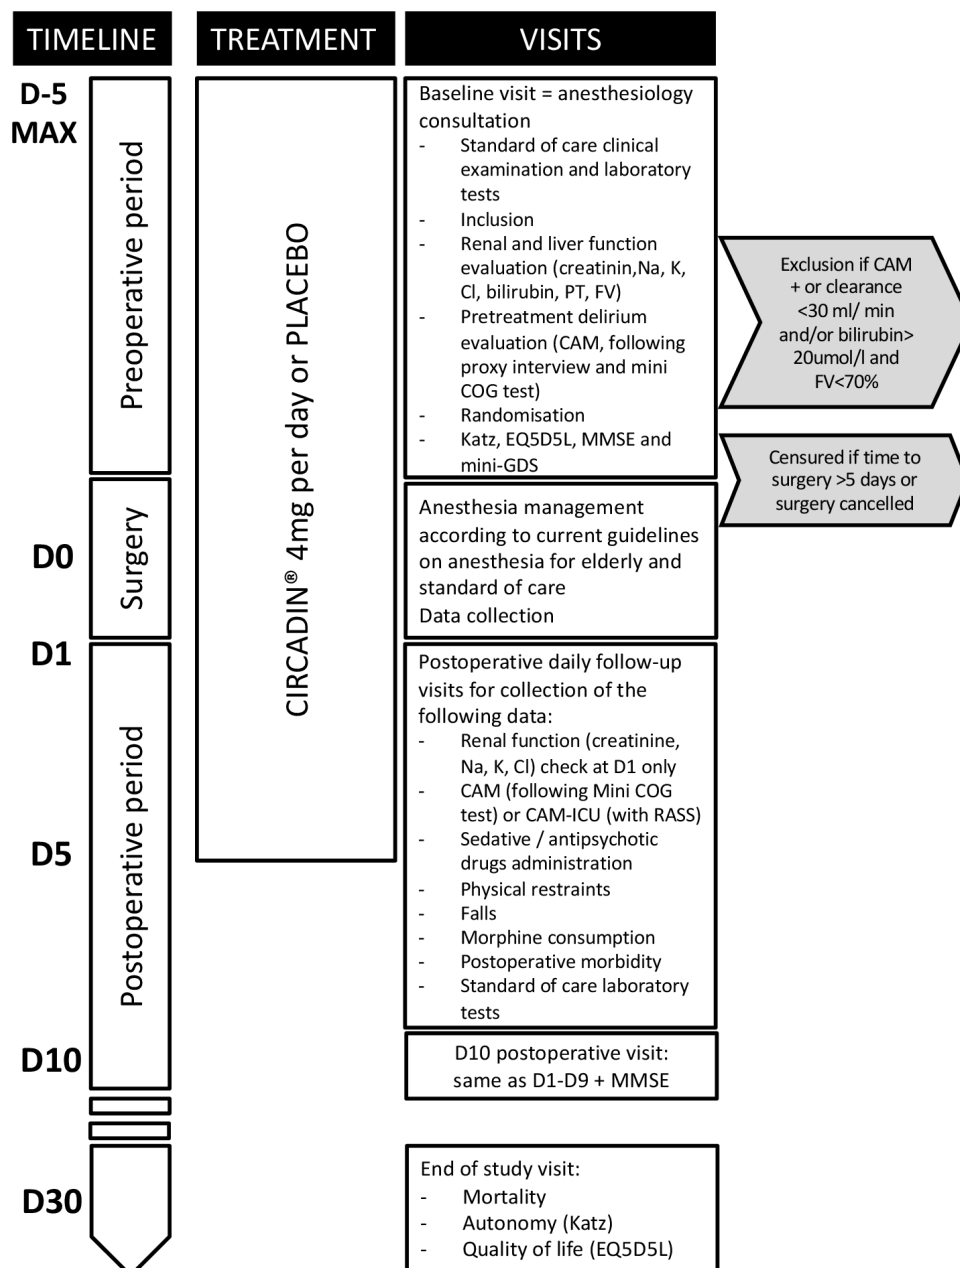 TIMELINE
TREATMENT
VISITS
D-5
MAX
Preoperative period
D0
Surgery
D1
Postoperative period
D5
D10
D30
CIRCADIN® 4mg per day or PLACEBO
Baseline visit = anesthesiology
consultation
- Standard of care clinical
examination and laboratory
tests
- Inclusion
- Renal and liver function
evaluation (creatinin,Na, K,
Cl, bilirubin, PT, FV)
- Pretreatment delirium
evaluation (CAM, following
proxy interview and mini
COG test)
- Randomisation
- Katz, EQ5D5L, MMSE and
mini-GDS
Exclusion if CAM
+ or clearance
<30 ml/ min
and/or bilirubin>
20umol/l and
FV<70%
Censured if time to
surgery >5 days or
surgery cancelled
Anesthesia management
according to current guidelines
on anesthesia for elderly and
standard of care
Data collection
Postoperative daily follow-up
visits for collection of the
following data:
- Renal function (creatinine,
Na, K, Cl) check at D1 only
- CAM (following Mini COG
test) or CAM-ICU (with RASS)
- Sedative / antipsychotic
drugs administration
- Physical restraints
- Falls
- Morphine consumption
- Postoperative morbidity
- Standard of care laboratory
tests
D10 postoperative visit:
same as D1-D9 + MMSE
End of study visit:
- Mortality
- Autonomy (Katz)
- Quality of life (EQ5D5L)